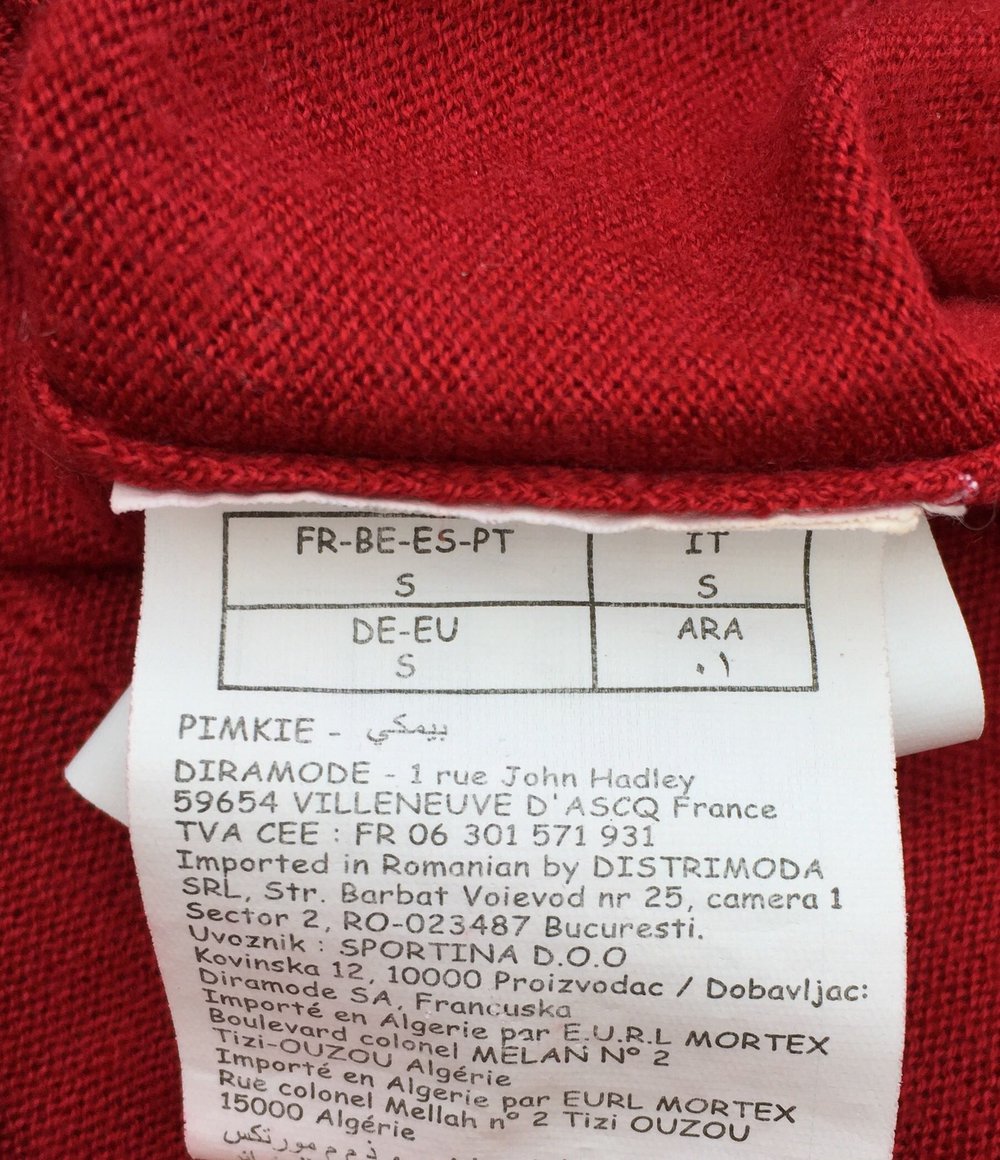 FR-BE-ES-PT IT
S S
DE-EU ARA
S ٠١
PIMKIE - بيمكي
DIRAMODE - 1 rue John Hadley
59654 VILLENEUVE D'ASCQ France
TVA CEE : FR 06 301 571 931
Imported in Romanian by DISTRIMODA
SRL, Str. Barbat Voievod nr 25, camera 1
Sector 2, RO-023487 Bucuresti.
Uvoznik : SPORTINA D.O.O
Kovinska 12, 10000 Proizvodac / Dobavljac:
Diramode SA, Francuska
Importé en Algerie par E.U.R.L MORTEX
Boulevard colonel MELAN N° 2
Tizi-OUZOU Algérie
Importé en Algerie par EURL MORTEX
Rue colonel Mellah n° 2 Tizi OUZOU
15000 Algérie
ذ م م مورتكس